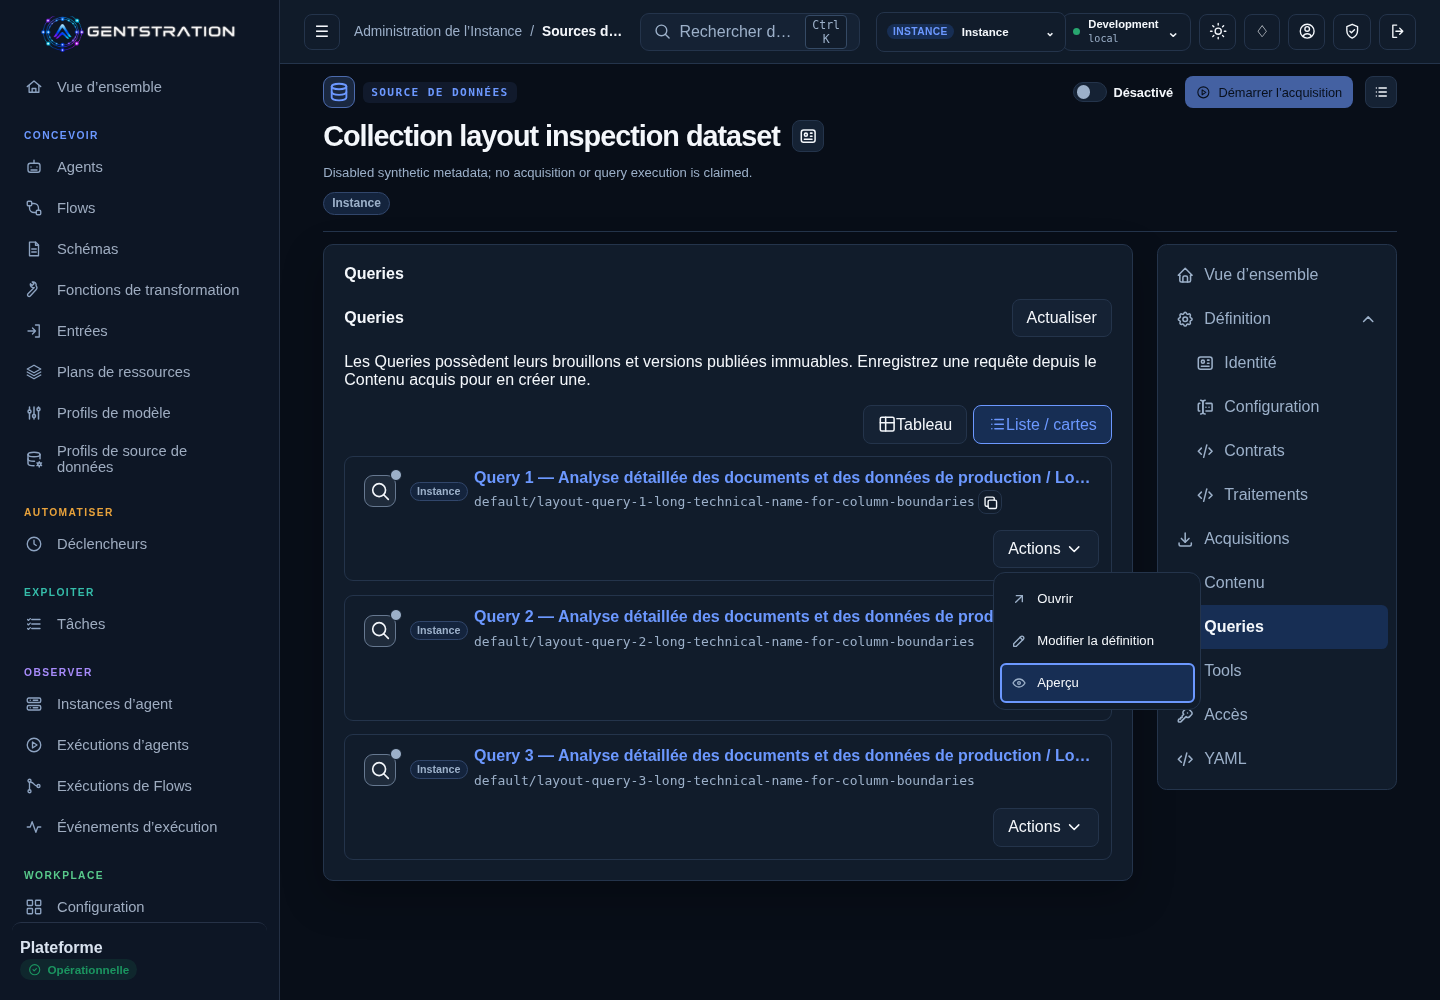 GENTSTRATION
Vue d’ensemble
CONCEVOIR
Agents
Flows
Schémas
Fonctions de transformation
Entrées
Plans de ressources
Profils de modèle
Profils de source de
données
AUTOMATISER
Déclencheurs
EXPLOITER
Tâches
OBSERVER
Instances d’agent
Exécutions d’agents
Exécutions de Flows
Événements d’exécution
WORKPLACE
Configuration
Plateforme
Opérationnelle
Administration de l’Instance / Sources d…
Rechercher d…
Ctrl
K
INSTANCE Instance
Development
local
SOURCE DE DONNÉES
Désactivé
Démarrer l’acquisition
Collection layout inspection dataset
Disabled synthetic metadata; no acquisition or query execution is claimed.
Instance
Queries
Queries
Actualiser
Les Queries possèdent leurs brouillons et versions publiées immuables. Enregistrez une requête depuis le
Contenu acquis pour en créer une.
Tableau
Liste / cartes
Instance
Query 1 — Analyse détaillée des documents et des données de production / Lo…
default/layout-query-1-long-technical-name-for-column-boundaries
Actions
Ouvrir
Modifier la définition
Aperçu
Instance
Query 2 — Analyse détaillée des documents et des données de prod
default/layout-query-2-long-technical-name-for-column-boundaries
Instance
Query 3 — Analyse détaillée des documents et des données de production / Lo…
default/layout-query-3-long-technical-name-for-column-boundaries
Actions
Vue d’ensemble
Définition
Identité
Configuration
Contrats
Traitements
Acquisitions
Contenu
Queries
Tools
Accès
YAML